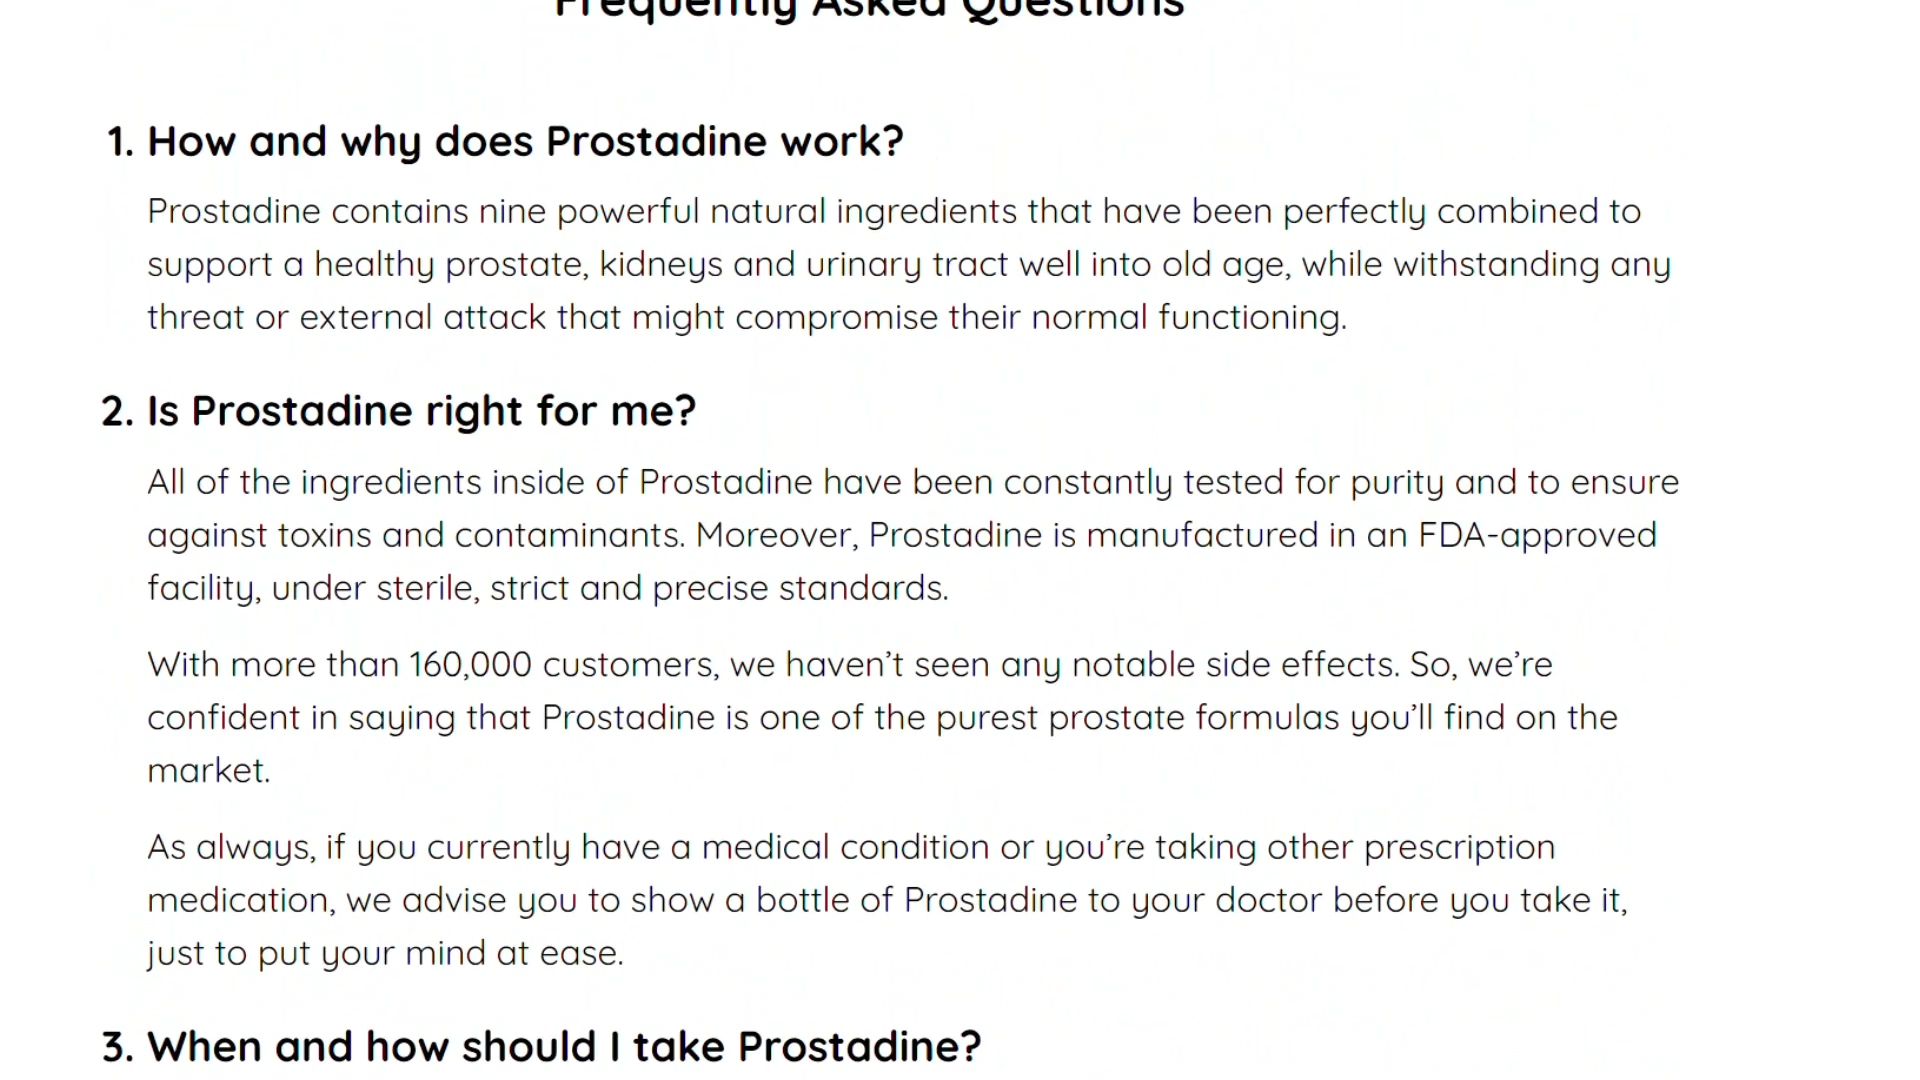 Frequently Asked Questions
1. How and why does Prostadine work?
Prostadine contains nine powerful natural ingredients that have been perfectly combined to
support a healthy prostate, kidneys and urinary tract well into old age, while withstanding any
threat or external attack that might compromise their normal functioning.
2. Is Prostadine right for me?
All of the ingredients inside of Prostadine have been constantly tested for purity and to ensure
against toxins and contaminants. Moreover, Prostadine is manufactured in an FDA-approved
facility, under sterile, strict and precise standards.
With more than 160,000 customers, we haven’t seen any notable side effects. So, we’re
confident in saying that Prostadine is one of the purest prostate formulas you’ll find on the
market.
As always, if you currently have a medical condition or you’re taking other prescription
medication, we advise you to show a bottle of Prostadine to your doctor before you take it,
just to put your mind at ease.
3. When and how should I take Prostadine?